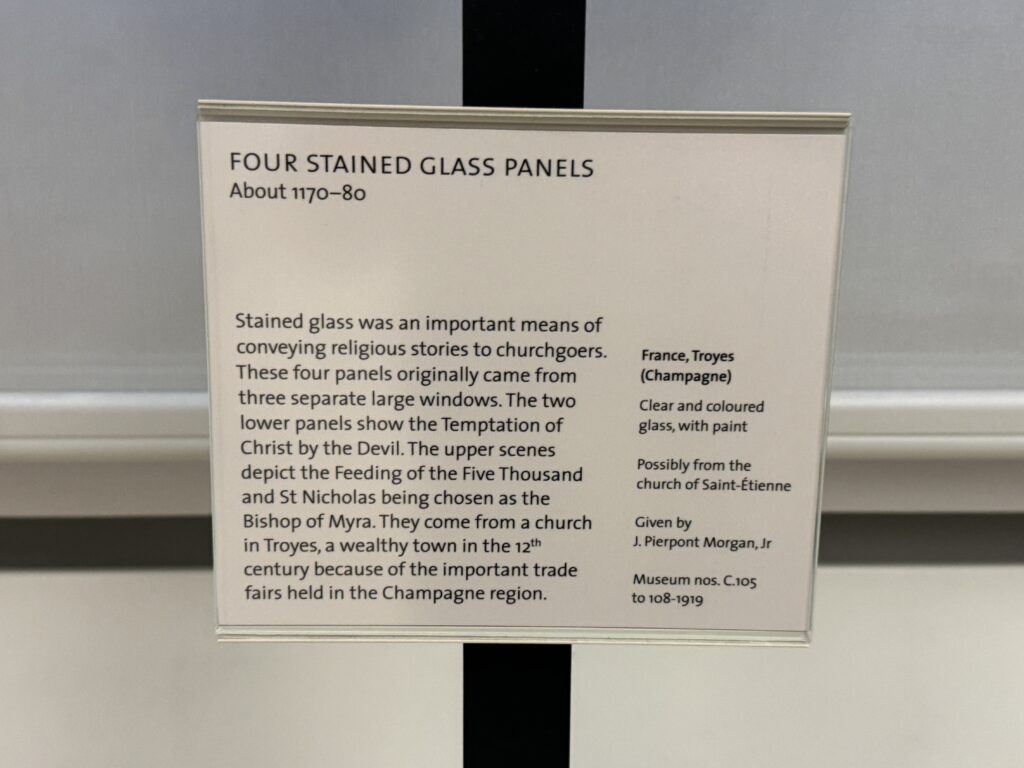 FOUR STAINED GLASS PANELS
About 1170–80
Stained glass was an important means of
conveying religious stories to churchgoers.
These four panels originally came from
three separate large windows. The two
lower panels show the Temptation of
Christ by the Devil. The upper scenes
depict the Feeding of the Five Thousand
and St Nicholas being chosen as the
Bishop of Myra. They come from a church
in Troyes, a wealthy town in the 12th
century because of the important trade
fairs held in the Champagne region.
France, Troyes
(Champagne)
Clear and coloured
glass, with paint
Possibly from the
church of Saint-Étienne
Given by
J. Pierpont Morgan, Jr
Museum nos. C.105
to 108-1919